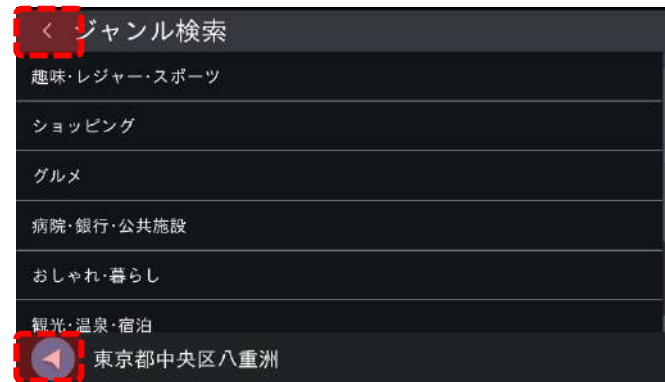 ジャンル検索
趣味･レジャー･スポーツ
ショッピング
グルメ
病院･銀行･公共施設
おしゃれ･暮らし
観光･温泉･宿泊
東京都中央区八重洲